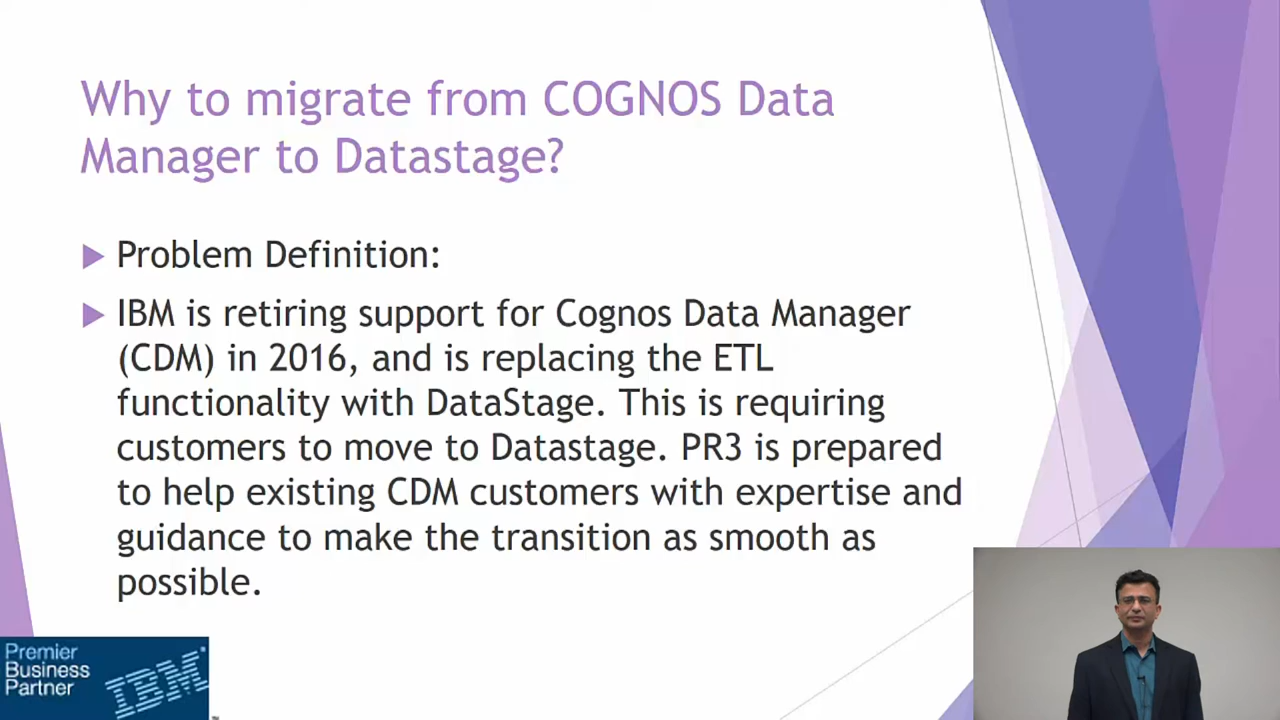 Why to migrate from COGNOS Data
Manager to Datastage?
Problem Definition:
IBM is retiring support for Cognos Data Manager
(CDM) in 2016, and is replacing the ETL
functionality with DataStage. This is requiring
customers to move to Datastage. PR3 is prepared
to help existing CDM customers with expertise and
guidance to make the transition as smooth as
possible.
Premier
Business
Partner
IBM